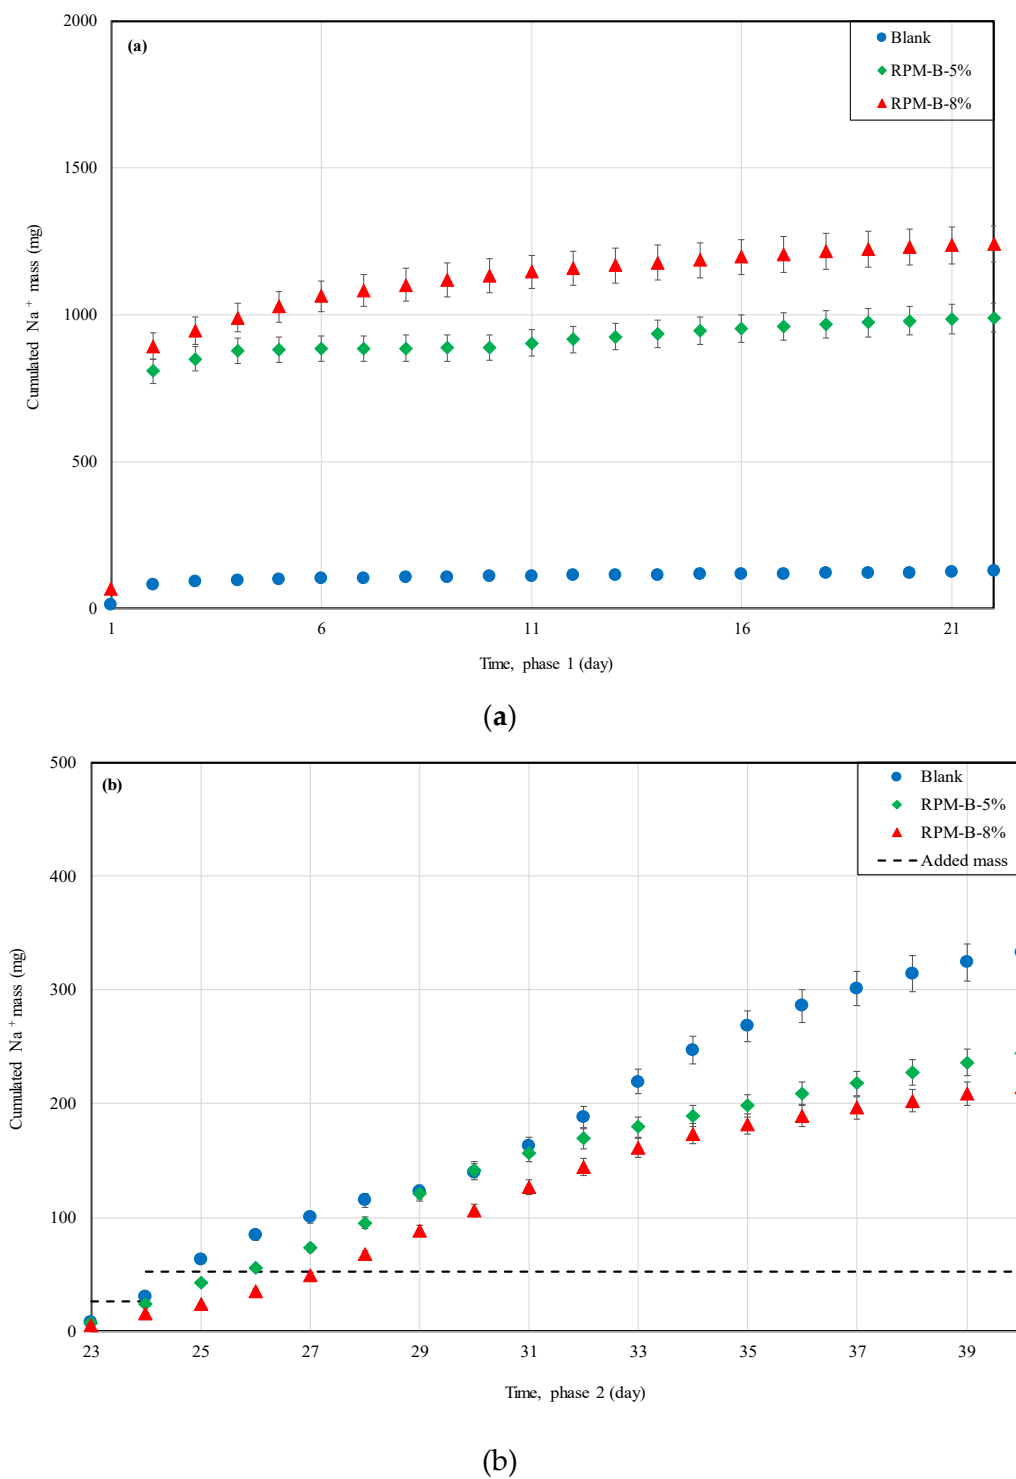 2000
(a)
Blank
RPM-B-5%
RPM-B-8%
1500
1000
500
0
Cumulated Na + mass (mg)
1 6 11 16 21
Time, phase 1 (day)
(a)
500
(b)
Blank
RPM-B-5%
RPM-B-8%
Added mass
400
300
200
100
0
Cumulated Na + mass (mg)
23 25 27 29 31 33 35 37 39
Time, phase 2 (day)
(b)